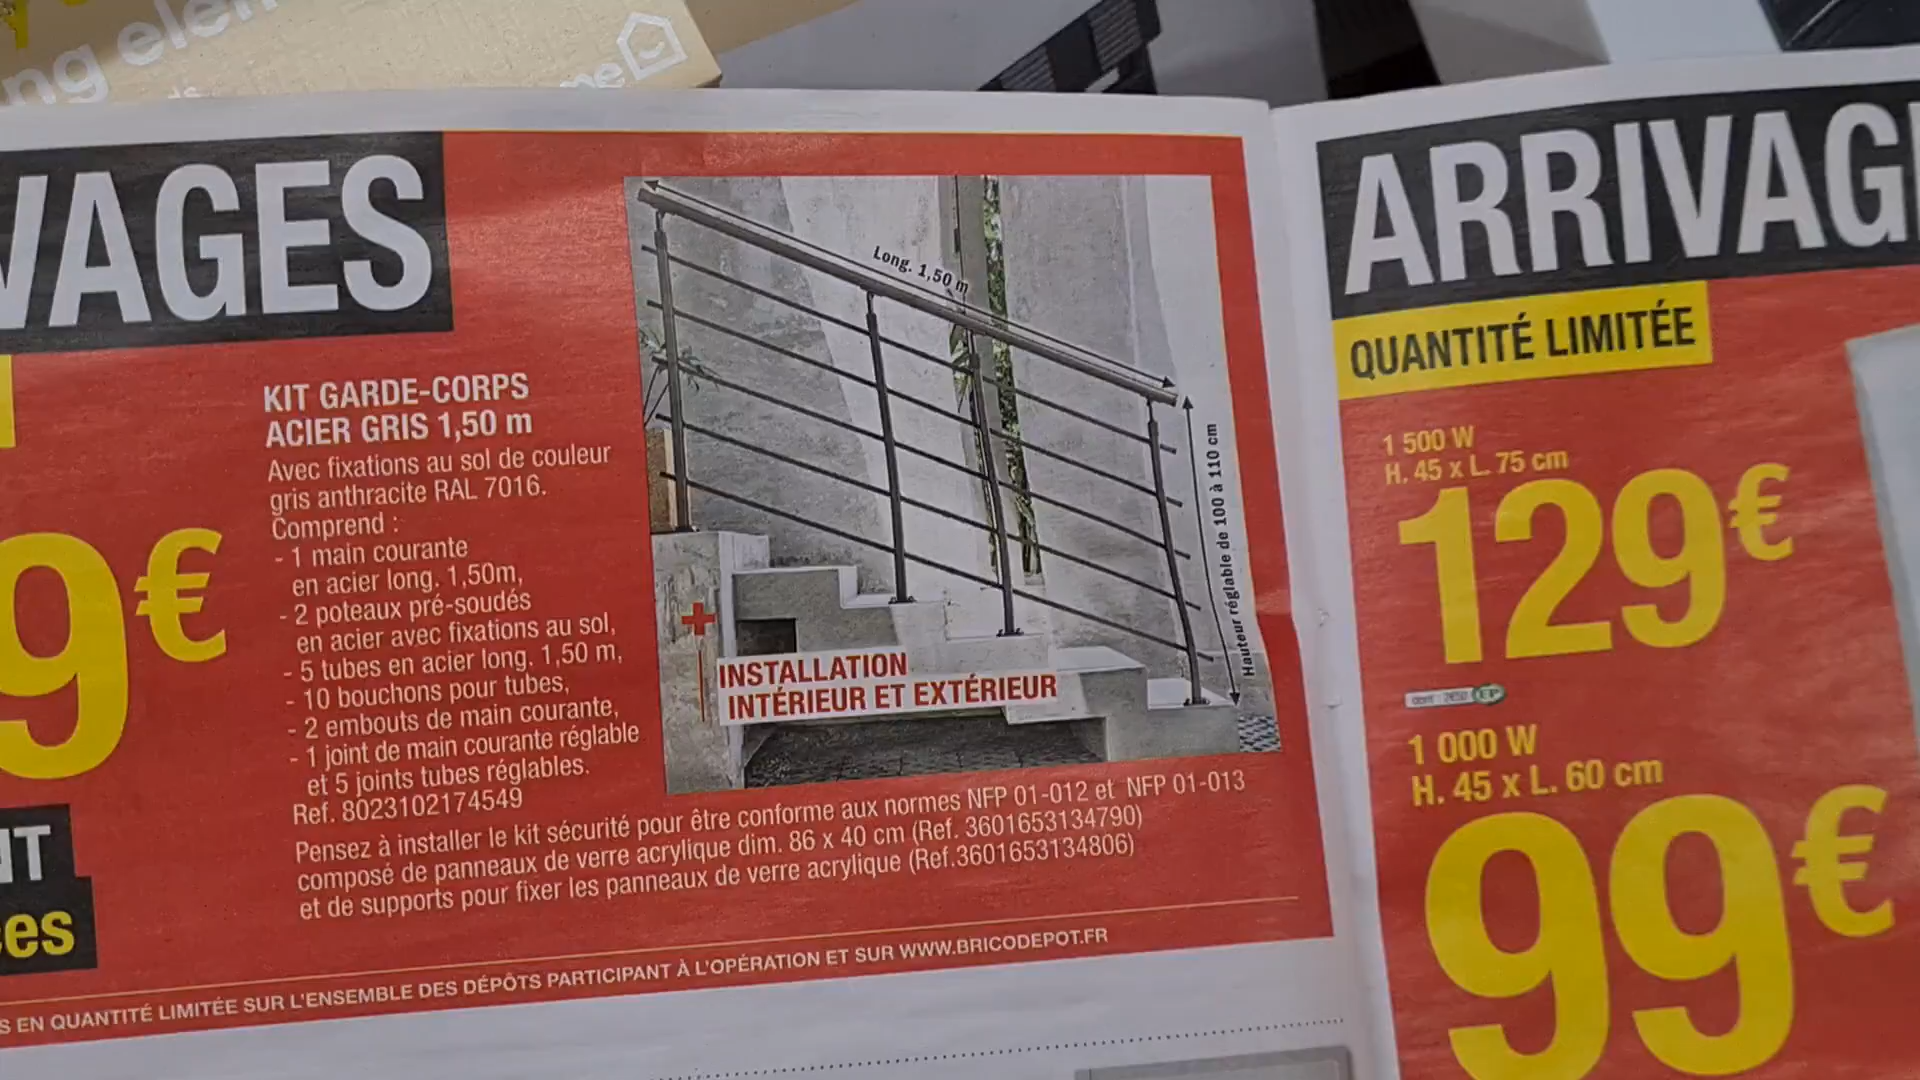 VAGES
9€
KIT GARDE-CORPS
ACIER GRIS 1,50 m
Avec fixations au sol de couleur
gris anthracite RAL 7016.
Comprend :
- 1 main courante
en acier long. 1,50m,
- 2 poteaux pré-soudés
en acier avec fixations au sol,
- 5 tubes en acier long. 1,50 m,
- 10 bouchons pour tubes,
- 2 embouts de main courante,
- 1 joint de main courante réglable
et 5 joints tubes réglables.
Ref. 8023102174549
Long. 1,50 m
Hauteur réglable de 100 à 110 cm
+
INSTALLATION
INTÉRIEUR ET EXTÉRIEUR
Pensez à installer le kit sécurité pour être conforme aux normes NFP 01-012 et NFP 01-013
composé de panneaux de verre acrylique dim. 86 x 40 cm (Ref. 3601653134790)
et de supports pour fixer les panneaux de verre acrylique (Ref.3601653134806)
NT
ces
S EN QUANTITÉ LIMITÉE SUR L'ENSEMBLE DES DÉPÔTS PARTICIPANT À L'OPÉRATION ET SUR WWW.BRICODEPOT.FR
ARRIVAG
QUANTITÉ LIMITÉE
1 500 W
H. 45 x L. 75 cm
129€
1 000 W
H. 45 x L. 60 cm
99€